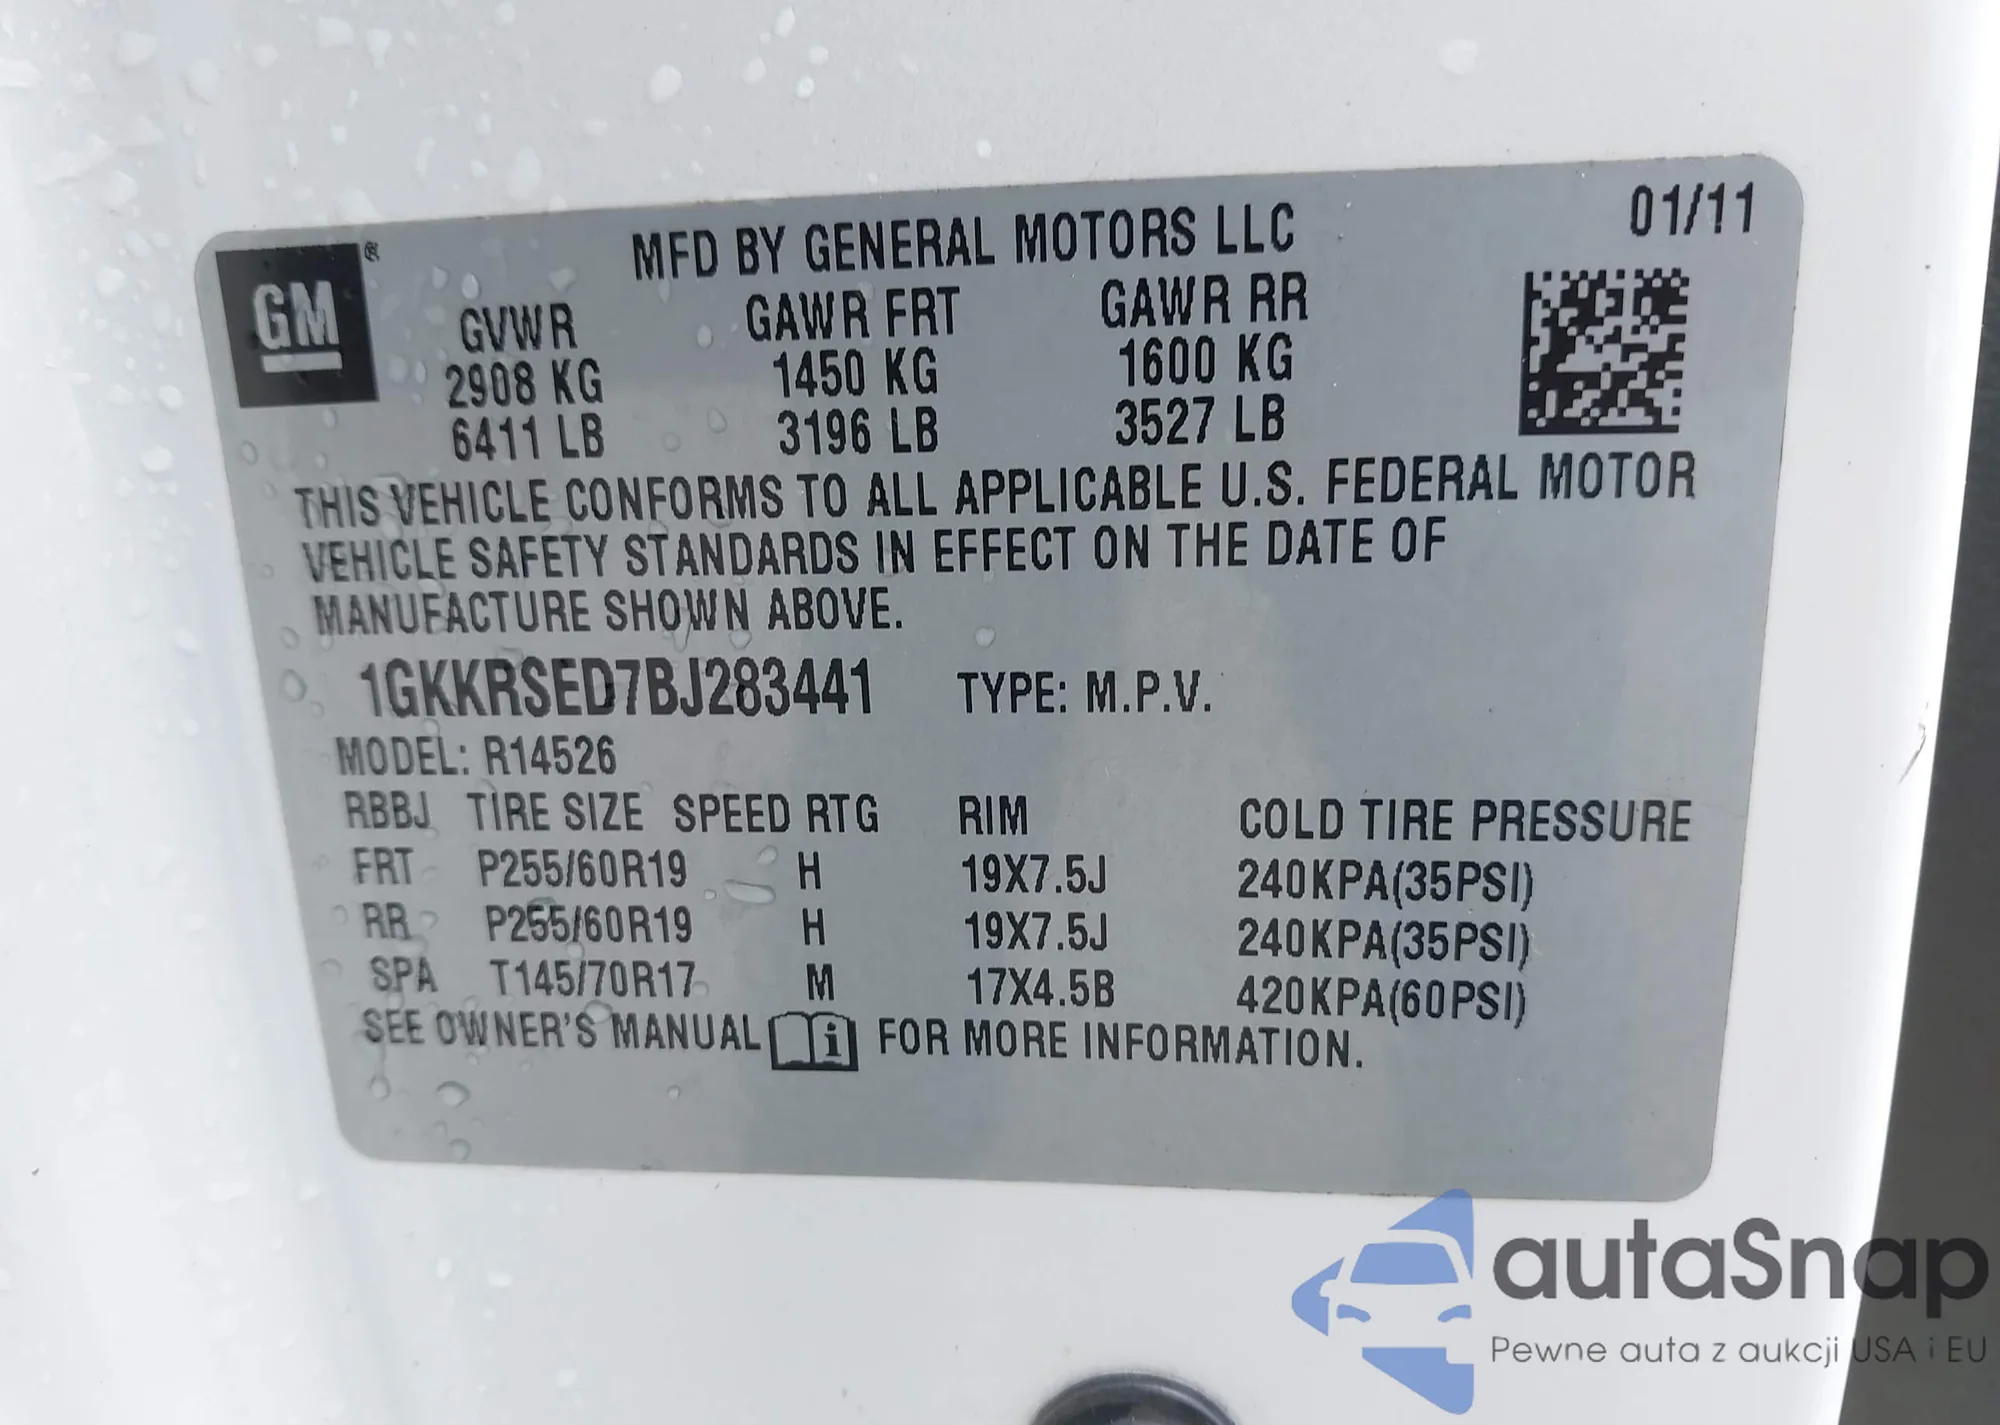 01/11
GM ®
MFD BY GENERAL MOTORS LLC
GVWR GAWR FRT GAWR RR
2908 KG 1450 KG 1600 KG
6411 LB 3196 LB 3527 LB
THIS VEHICLE CONFORMS TO ALL APPLICABLE U.S. FEDERAL MOTOR
VEHICLE SAFETY STANDARDS IN EFFECT ON THE DATE OF
MANUFACTURE SHOWN ABOVE.
1GKKRSED7BJ283441 TYPE: M.P.V.
MODEL: R14526
RBBJ TIRE SIZE SPEED RTG RIM COLD TIRE PRESSURE
FRT P255/60R19 H 19X7.5J 240KPA(35PSI)
RR P255/60R19 H 19X7.5J 240KPA(35PSI)
SPA T145/70R17 M 17X4.5B 420KPA(60PSI)
SEE OWNER'S MANUAL i FOR MORE INFORMATION.
autaSnap
Pewne auta z aukcji USA i EU